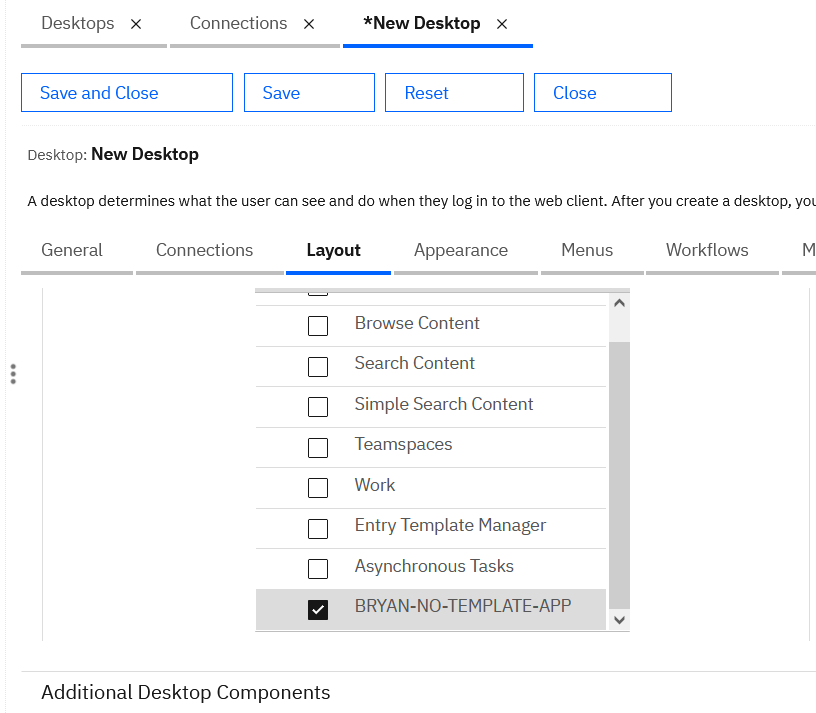 Desktops × Connections × *New Desktop ×
Save and Close Save Reset Close
Desktop: New Desktop
A desktop determines what the user can see and do when they log in to the web client. After you create a desktop, you
General Connections Layout Appearance Menus Workflows M
Browse Content
Search Content
Simple Search Content
Teamspaces
Work
Entry Template Manager
Asynchronous Tasks
BRYAN-NO-TEMPLATE-APP
Additional Desktop Components